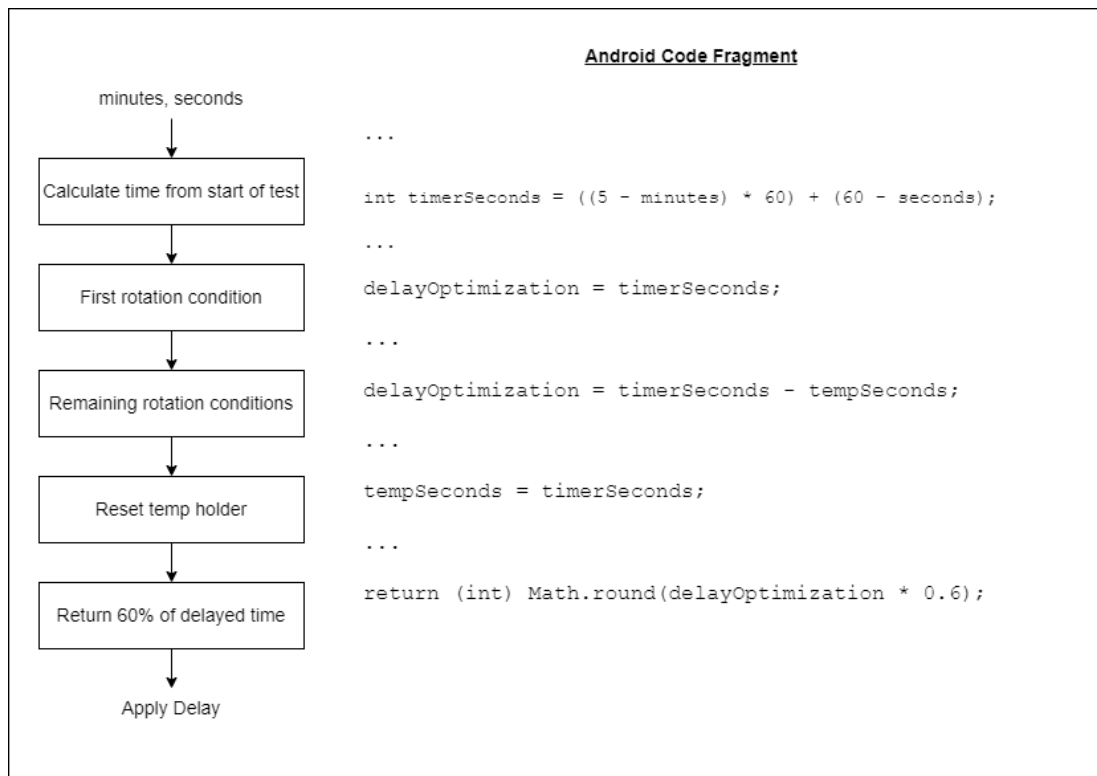 Android Code Fragment
minutes, seconds
...
Calculate time from start of test
int timerSeconds = ((5 - minutes) * 60) + (60 - seconds);
...
First rotation condition
delayOptimization = timerSeconds;
...
Remaining rotation conditions
delayOptimization = timerSeconds - tempSeconds;
...
Reset temp holder
tempSeconds = timerSeconds;
...
Return 60% of delayed time
return (int) Math.round(delayOptimization * 0.6);
Apply Delay